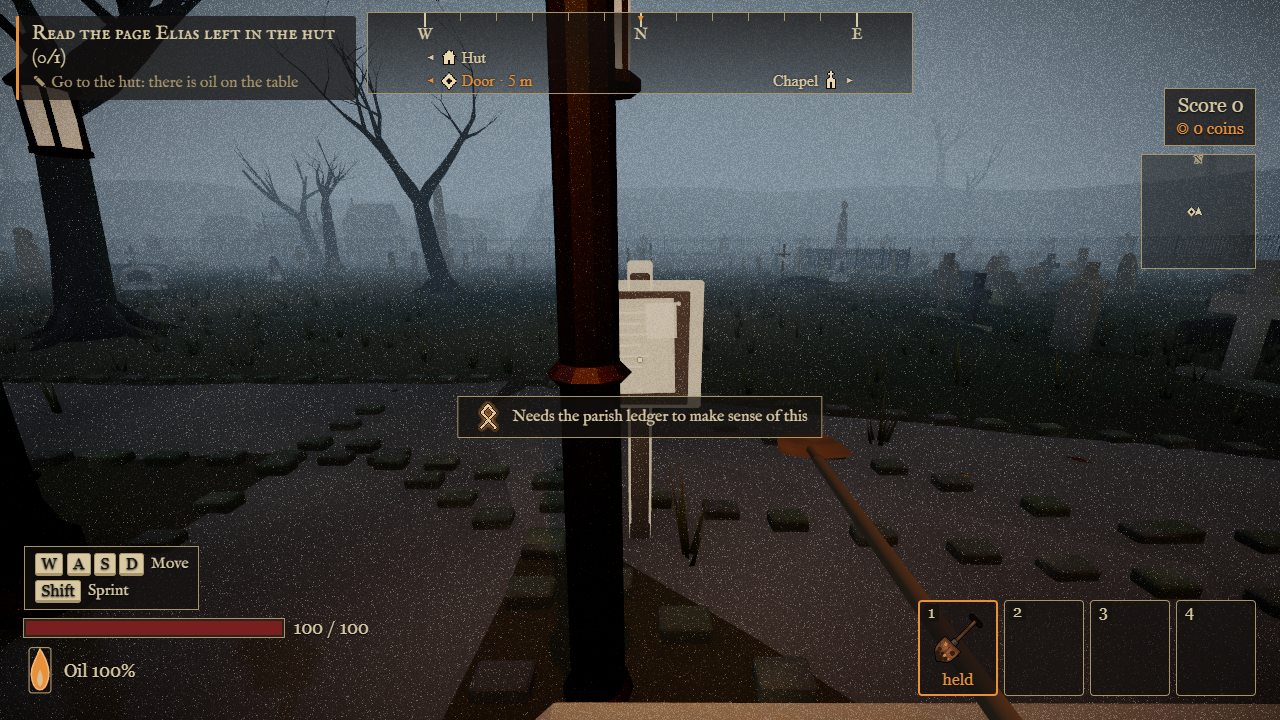 Read the page Elias left in the hut
(0/1)
Go to the hut: there is oil on the table
W
N
E
Hut
Door · 5 m
Chapel
Score 0
0 coins
N
Needs the parish ledger to make sense of this
W A S D Move
Shift Sprint
100 / 100
Oil 100%
1
held
2
3
4